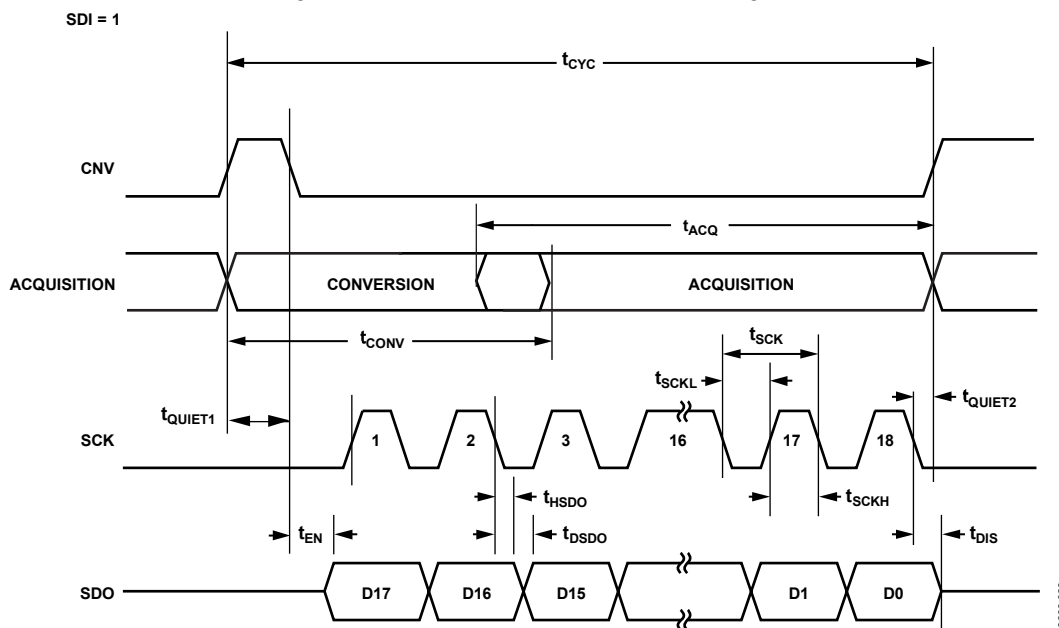 SDI = 1
tCYC
CNV
tACQ
ACQUISITION
CONVERSION
ACQUISITION
tCONV
tSCK
tSCKL
tQUIET1
tQUIET2
SCK
1
2
3
16
17
18
tHSDO
tSCKH
tEN
tDSDO
tDIS
SDO
D17
D16
D15
D1
D0